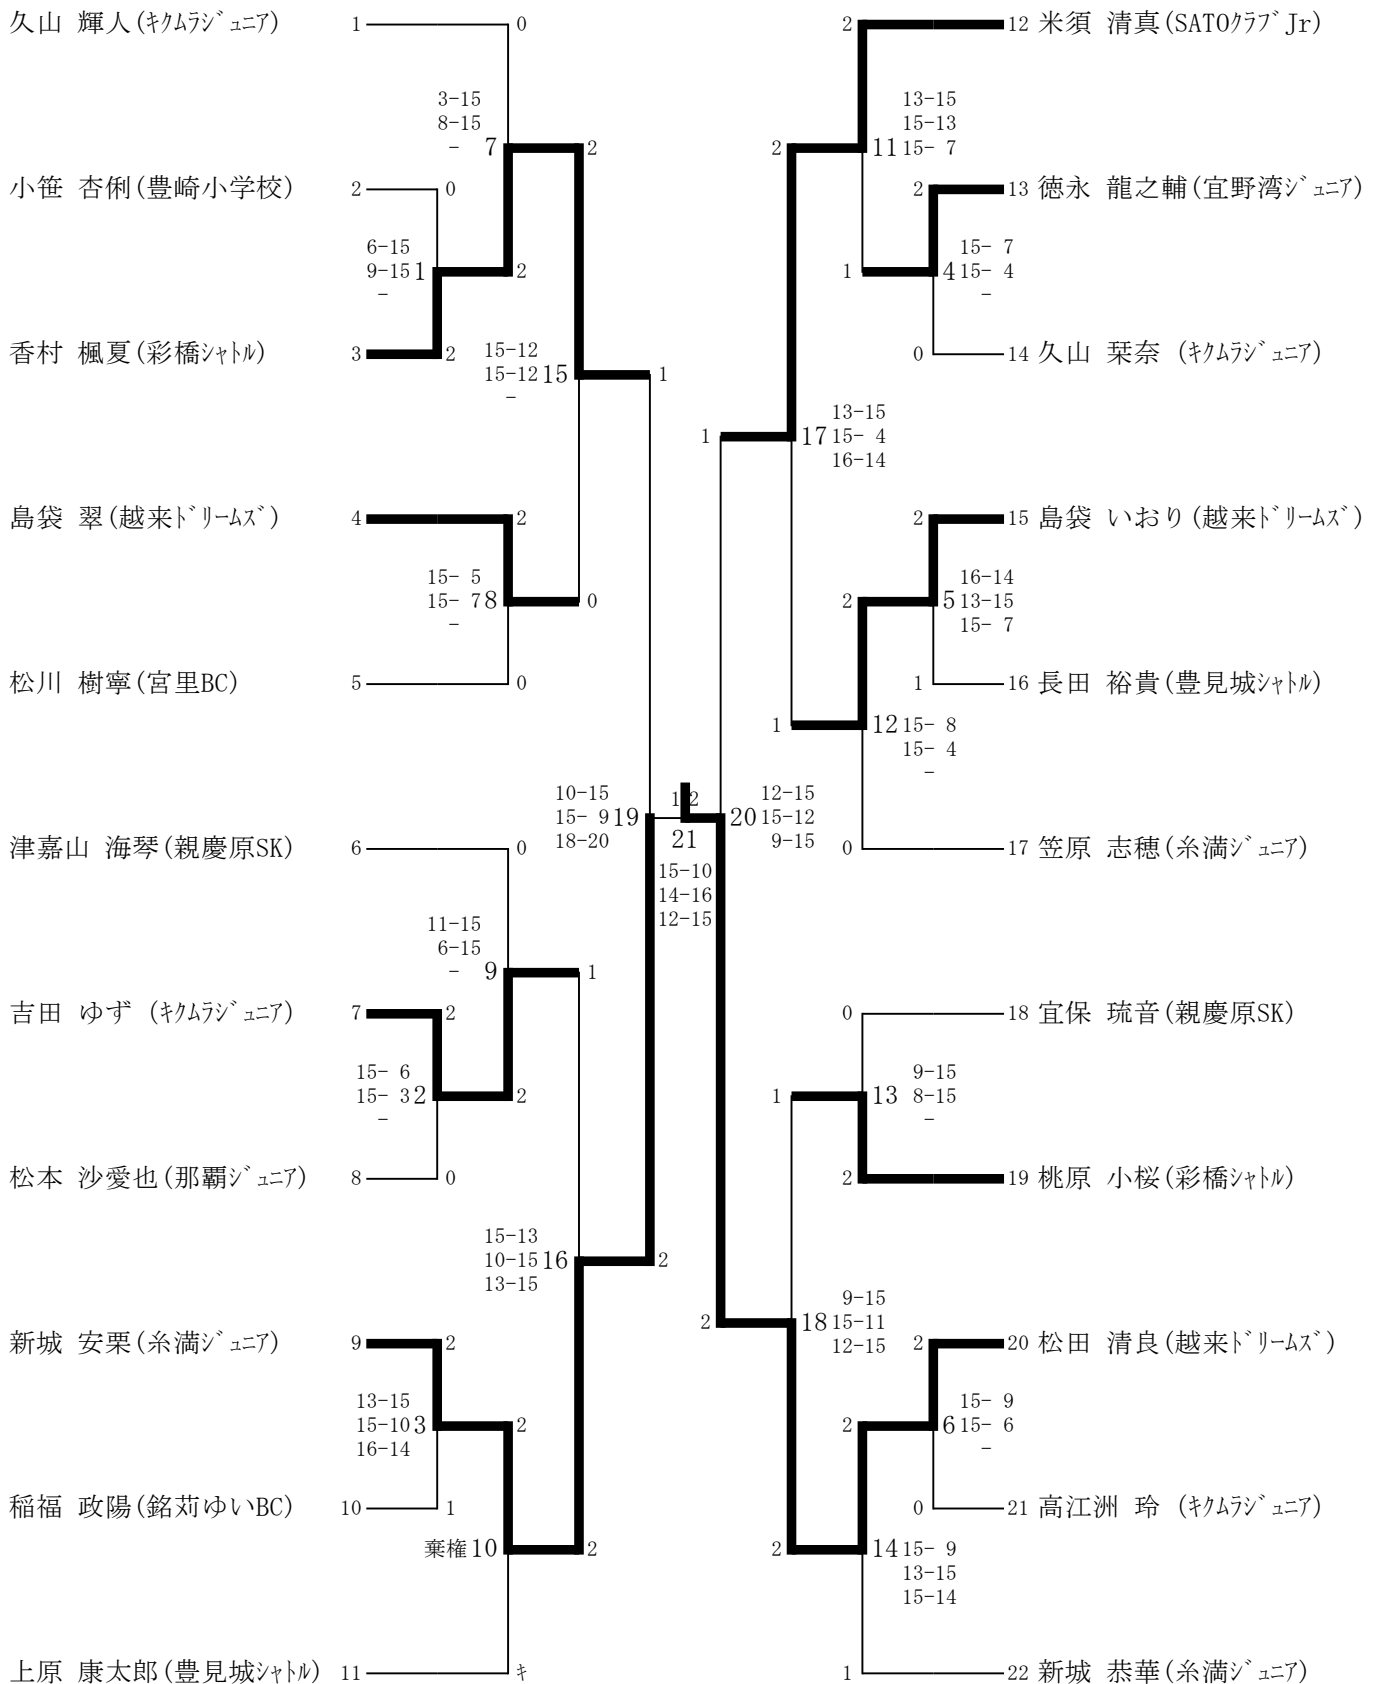 久山 輝人(キクムラジュニア) 1 0
2 12 米須 清真(SATOクラブJr)
3-15
8-15
- 7 2
13-15
15-13
2 11 15- 7
小笹 杏俐(豊崎小学校) 2 0
2 13 徳永 龍之輔(宜野湾ジュニア)
6-15
9-15 1 2
-
15- 7
1 4 15- 4
-
香村 楓夏(彩橋シャトル) 3 2
0 14 久山 栞奈 (キクムラジュニア)
15-12
15-12 15 1
-
13-15
1 17 15- 4
16-14
島袋 翠(越来ドリームズ) 4 2
2 15 島袋 いおり(越来ドリームズ)
15- 5
15- 7 8 0
-
16-14
2 5 13-15
15- 7
松川 樹寧(宮里BC) 5 0
1 16 長田 裕貴(豊見城シャトル)
1 12 15- 8
15- 4
-
10-15
15- 9 19
18-20
1 2
21
15-10
14-16
12-15
12-15
20 15-12
9-15
津嘉山 海琴(親慶原SK) 6 0
0 17 笠原 志穂(糸満ジュニア)
11-15
6-15
- 9 1
吉田 ゆず (キクムラジュニア) 7 2
0 18 宜保 琉音(親慶原SK)
15- 6
15- 3 2 2
-
9-15
1 13 8-15
-
松本 沙愛也(那覇ジュニア) 8 0
2 19 桃原 小桜(彩橋シャトル)
15-13
10-15 16 2
13-15
9-15
2 18 15-11
12-15
新城 安栗(糸満ジュニア) 9 2
2 20 松田 清良(越来ドリームズ)
13-15
15-10 3 2
16-14
15- 9
2 6 15- 6
-
稲福 政陽(銘苅ゆいBC) 10 1
0 21 高江洲 玲 (キクムラジュニア)
棄権 10 2
2 14 15- 9
13-15
15-14
上原 康太郎(豊見城シャトル) 11 キ
1 22 新城 恭華(糸満ジュニア)